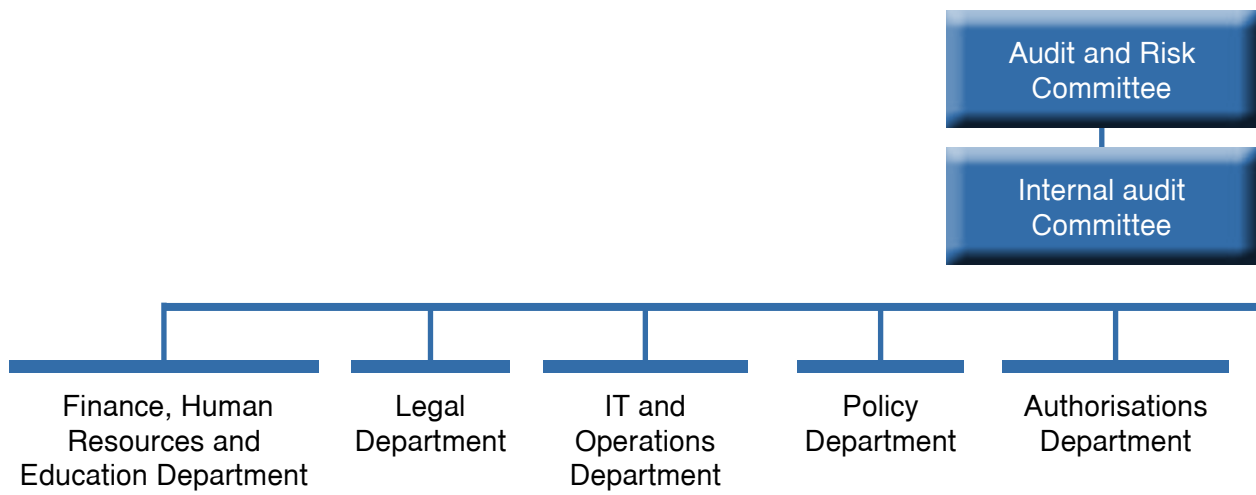 Audit and Risk
Committee
Internal audit
Committee
Finance, Human
Resources and
Education Department
Legal
Department
IT and
Operations
Department
Policy
Department
Authorisations
Department